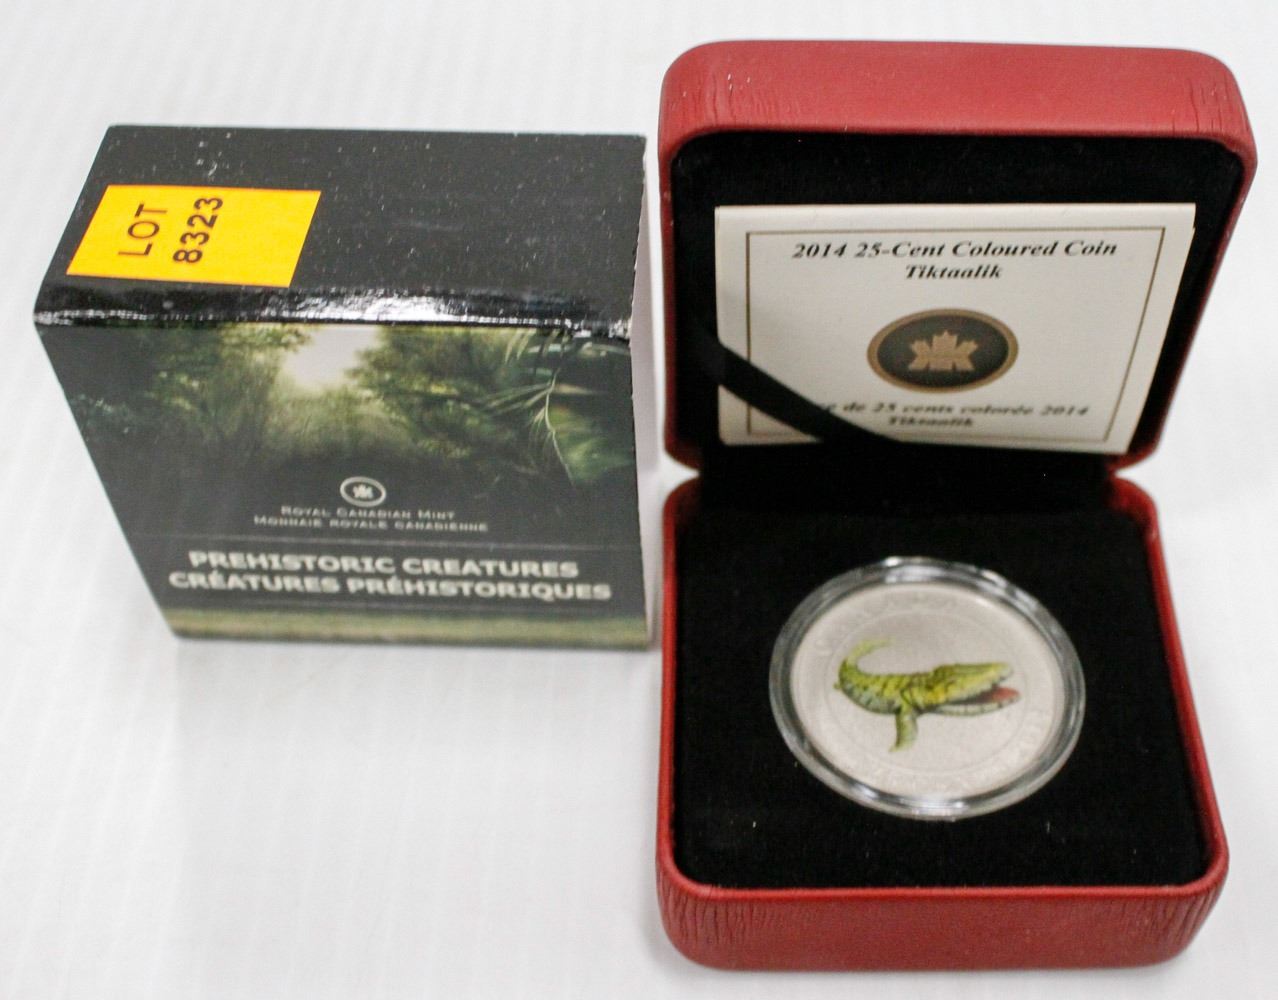 LOT
8323
ROYAL CANADIAN MINT
MONNAIE ROYALE CANADIENNE
PREHISTORIC CREATURES
CRÉATURES PRÉHISTORIQUES
2014 25-Cent Coloured Coin
Tiktaalik
de 25 cents colorée 2014
Tiktaalik